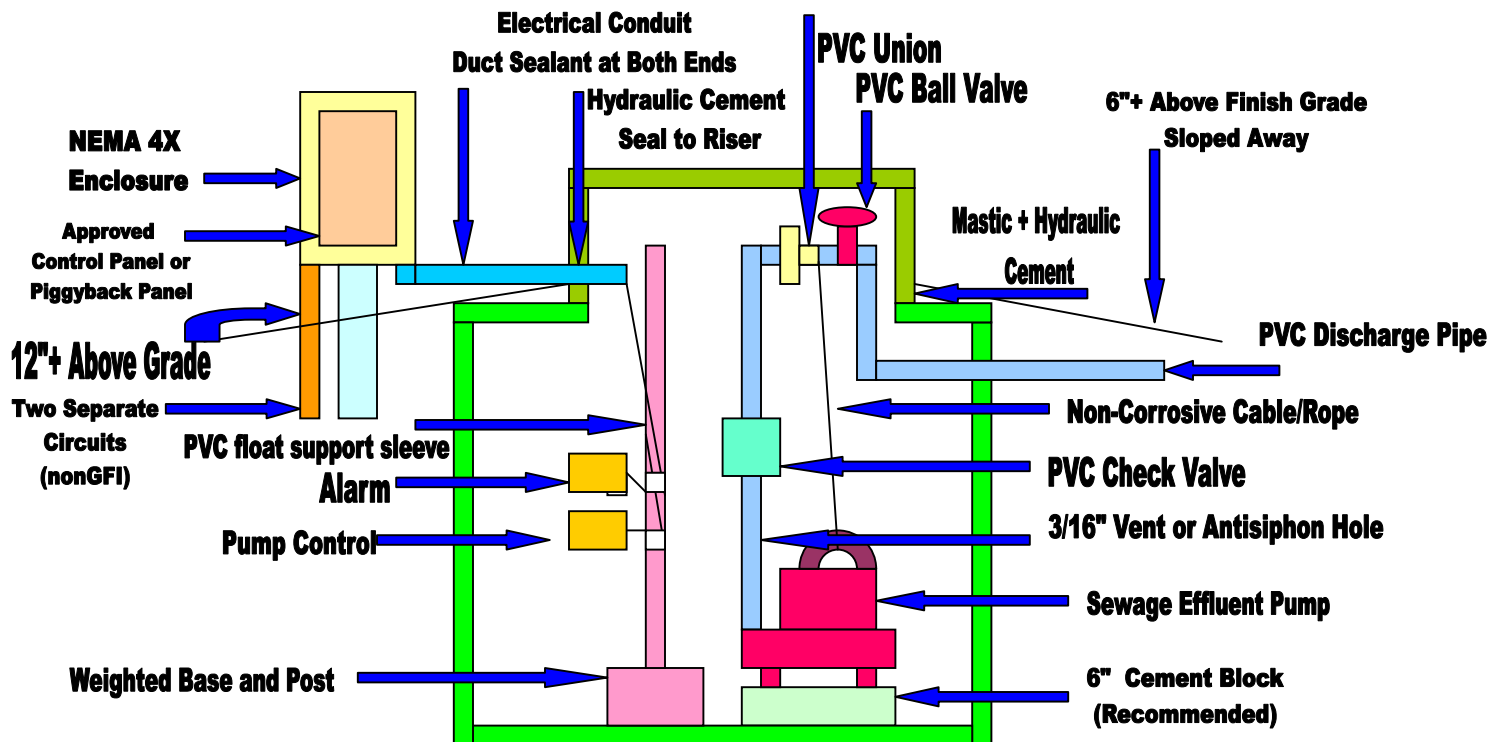 Electrical Conduit
Duct Sealant at Both Ends
Hydraulic Cement
Seal to Riser
PVC Union
PVC Ball Valve
6"+ Above Finish Grade
Sloped Away
NEMA 4X
Enclosure
Approved
Control Panel or
Piggyback Panel
12"+ Above Grade
Two Separate
Circuits
(nonGFI)
Mastic + Hydraulic
Cement
PVC Discharge Pipe
PVC float support sleeve
Alarm
Pump Control
Non-Corrosive Cable/Rope
PVC Check Valve
3/16" Vent or Antisiphon Hole
Sewage Effluent Pump
Weighted Base and Post
6" Cement Block
(Recommended)